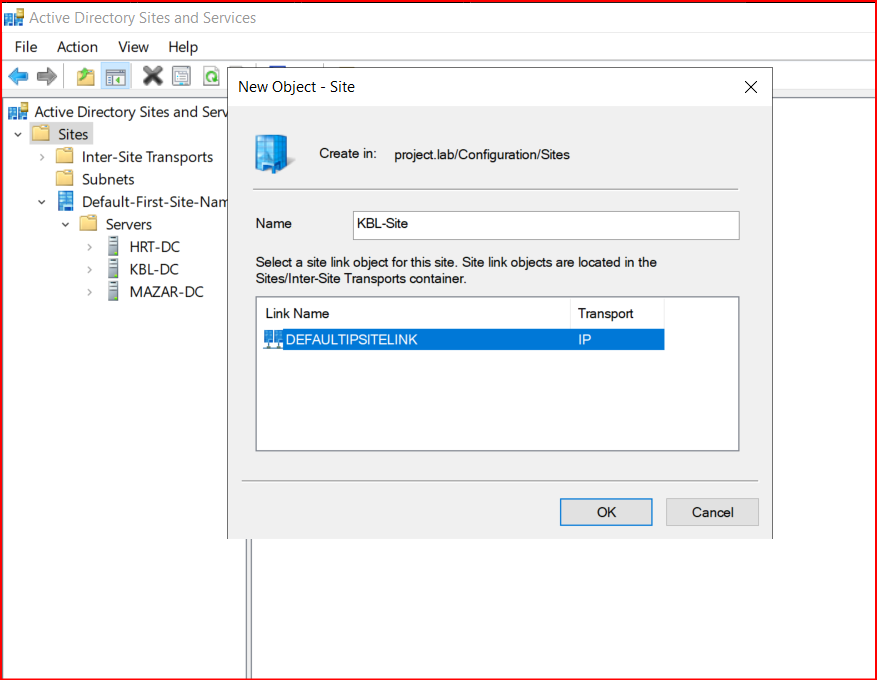 Active Directory Sites and Services
File Action View Help
New Object - Site
Active Directory Sites and Serv
Sites
Inter-Site Transports
Subnets
Default-First-Site-Nam
Servers
HRT-DC
KBL-DC
MAZAR-DC
Create in: project.lab/Configuration/Sites
Name KBL-Site
Select a site link object for this site. Site link objects are located in the
Sites/Inter-Site Transports container.
Link Name Transport
DEFAULTIPSITELINK IP
OK Cancel